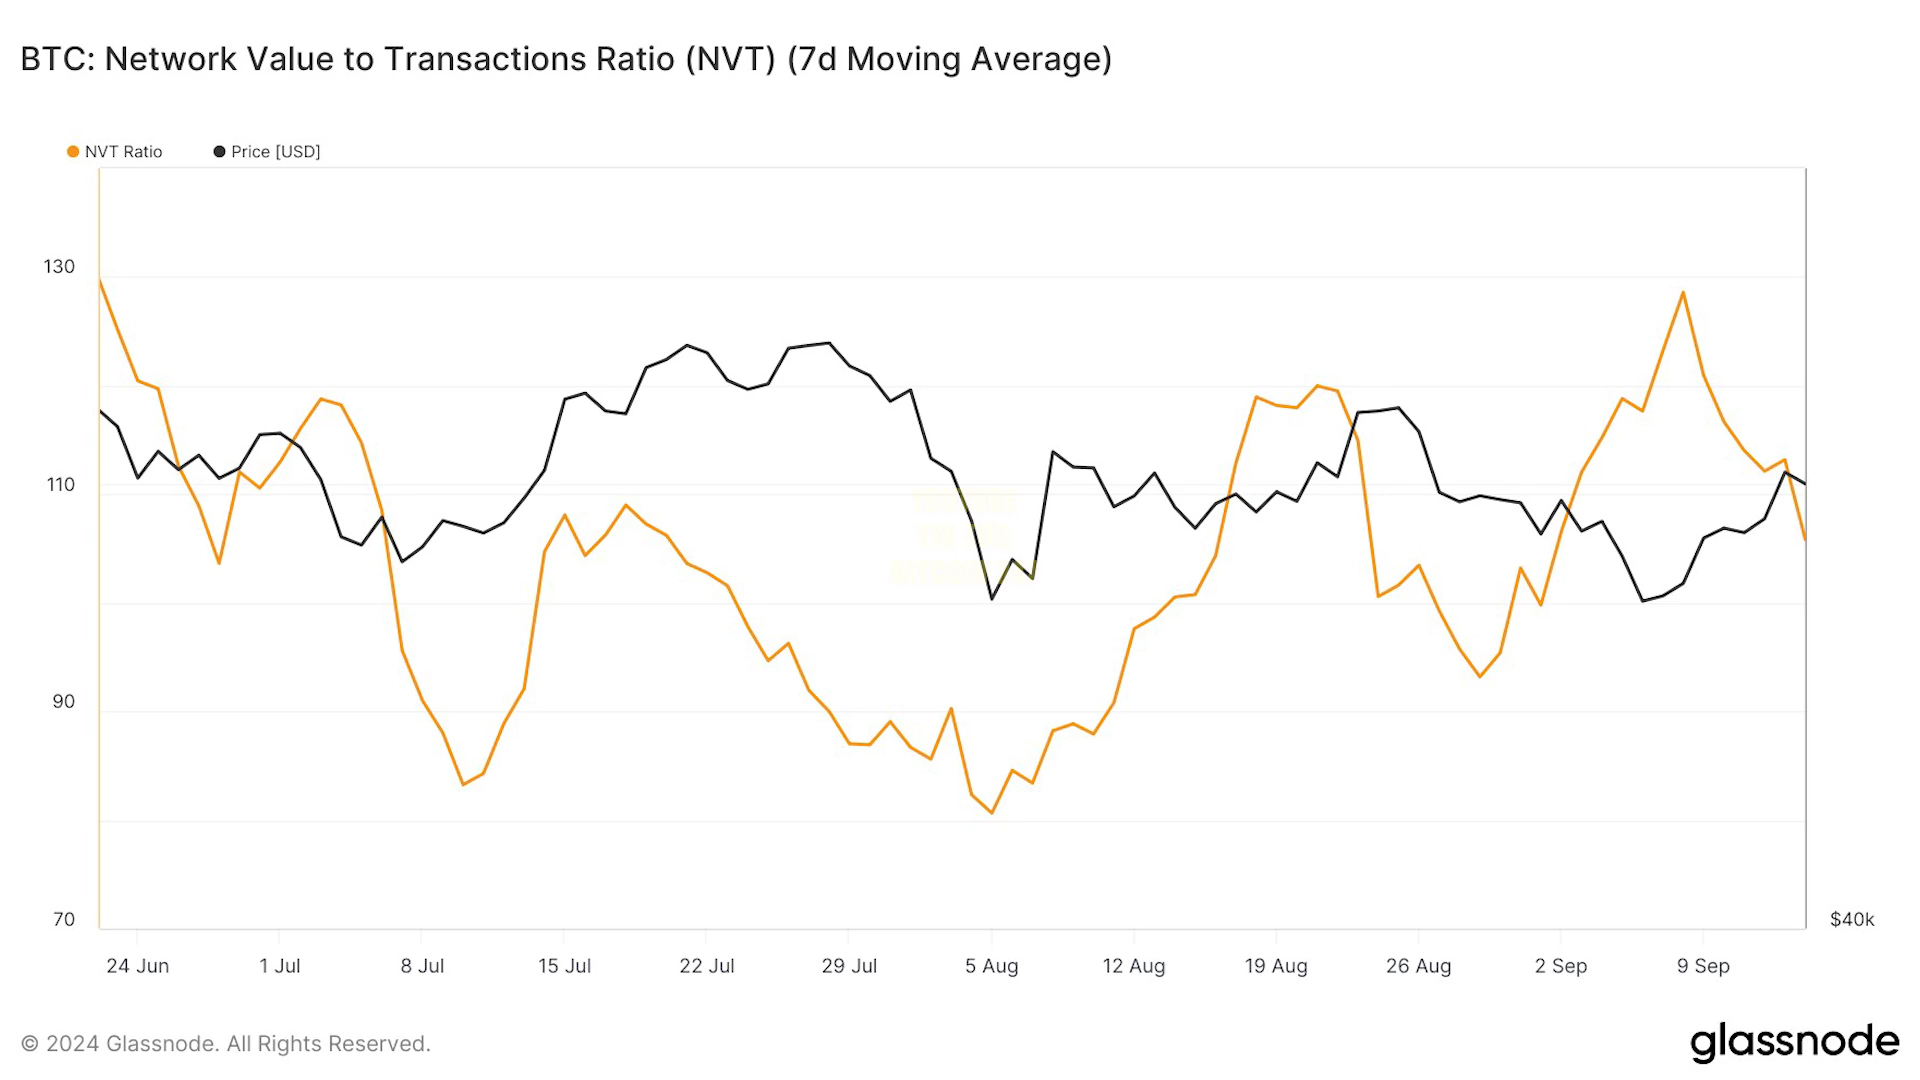 BTC: Network Value to Transactions Ratio (NVT) (7d Moving Average)
NVT Ratio
Price [USD]
130
110
90
70
$40k
24 Jun
1 Jul
8 Jul
15 Jul
22 Jul
29 Jul
5 Aug
12 Aug
19 Aug
26 Aug
2 Sep
9 Sep
© 2024 Glassnode. All Rights Reserved.
glassnode